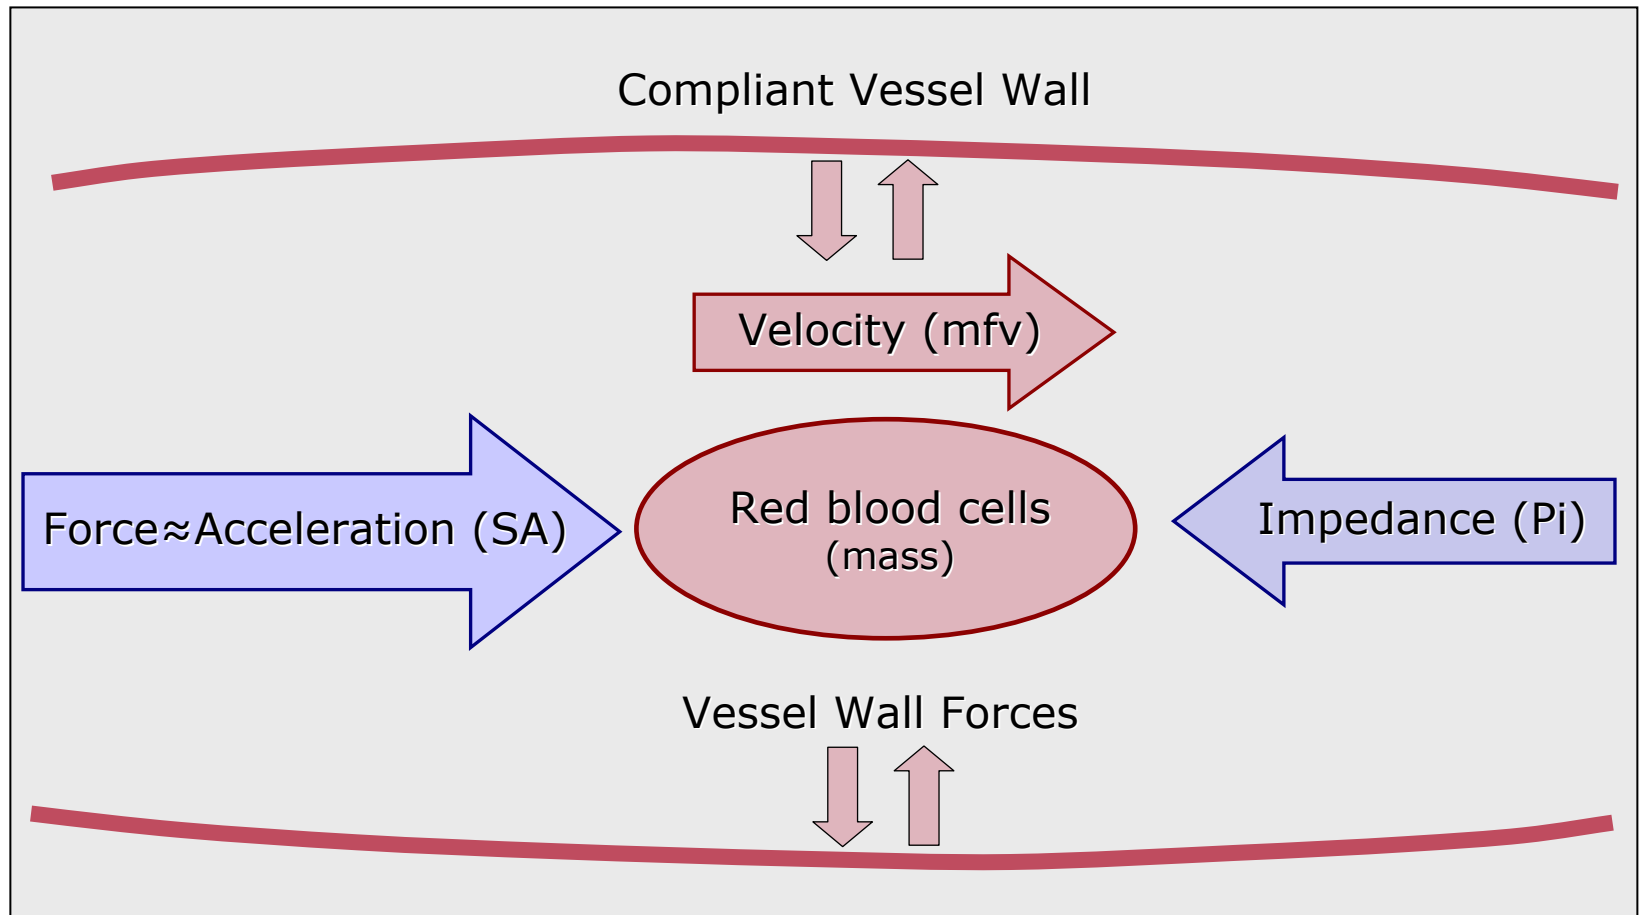 Compliant Vessel Wall
Velocity (mfv)
Force≈Acceleration (SA)
Red blood cells
(mass)
Impedance (Pi)
Vessel Wall Forces